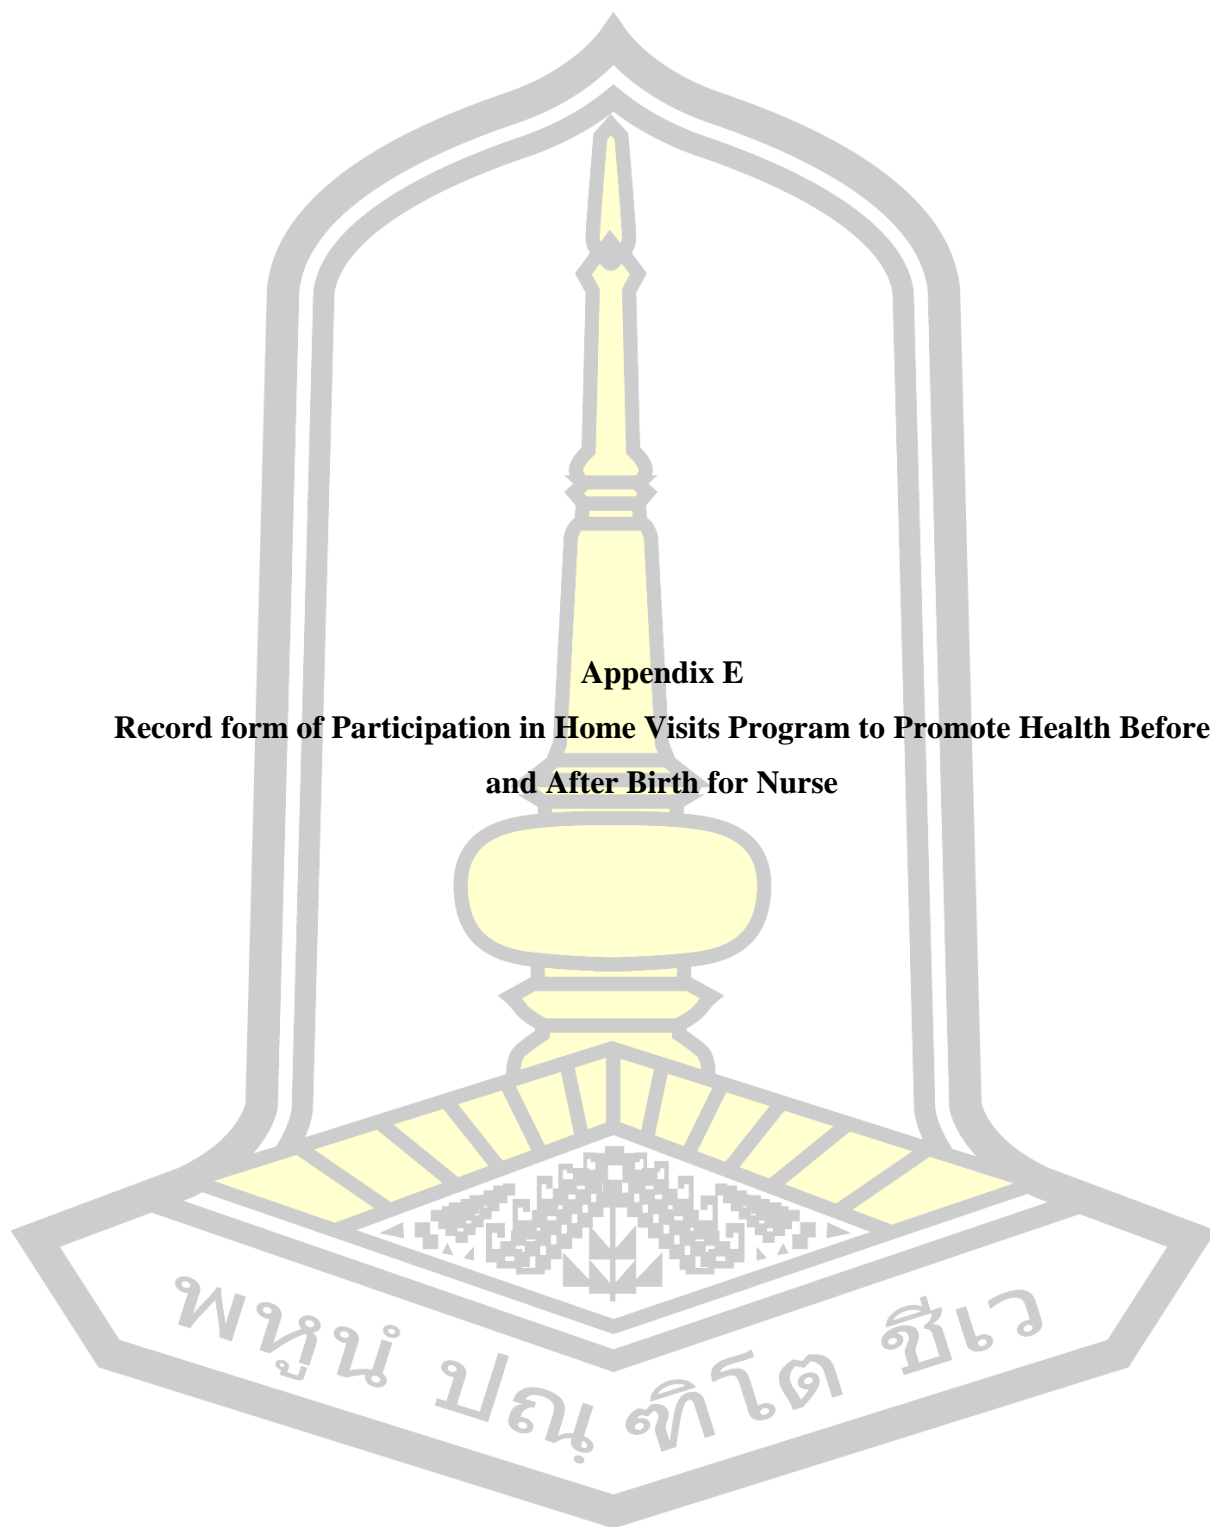 Appendix E
Record form of Participation in Home Visits Program to Promote Health Before
and After Birth for Nurse
พหูนํ ปณฺฑิโต ชีเว